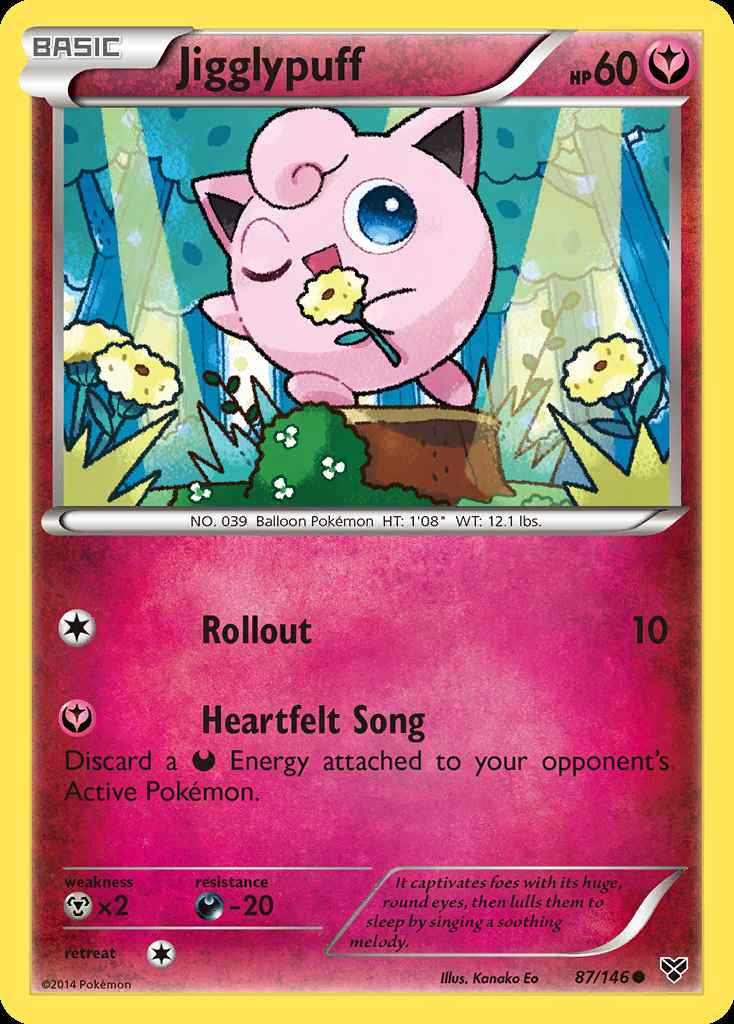 BASIC
Jigglypuff
HP 60
NO. 039 Balloon Pokémon HT: 1'08" WT: 12.1 lbs.
Rollout 10
Heartfelt Song
Discard a Energy attached to your opponent's
Active Pokémon.
weakness resistance
×2 -20
retreat
It captivates foes with its huge,
round eyes, then lulls them to
sleep by singing a soothing
melody.
©2014 Pokémon
Illus. Kanako Eo 87/146